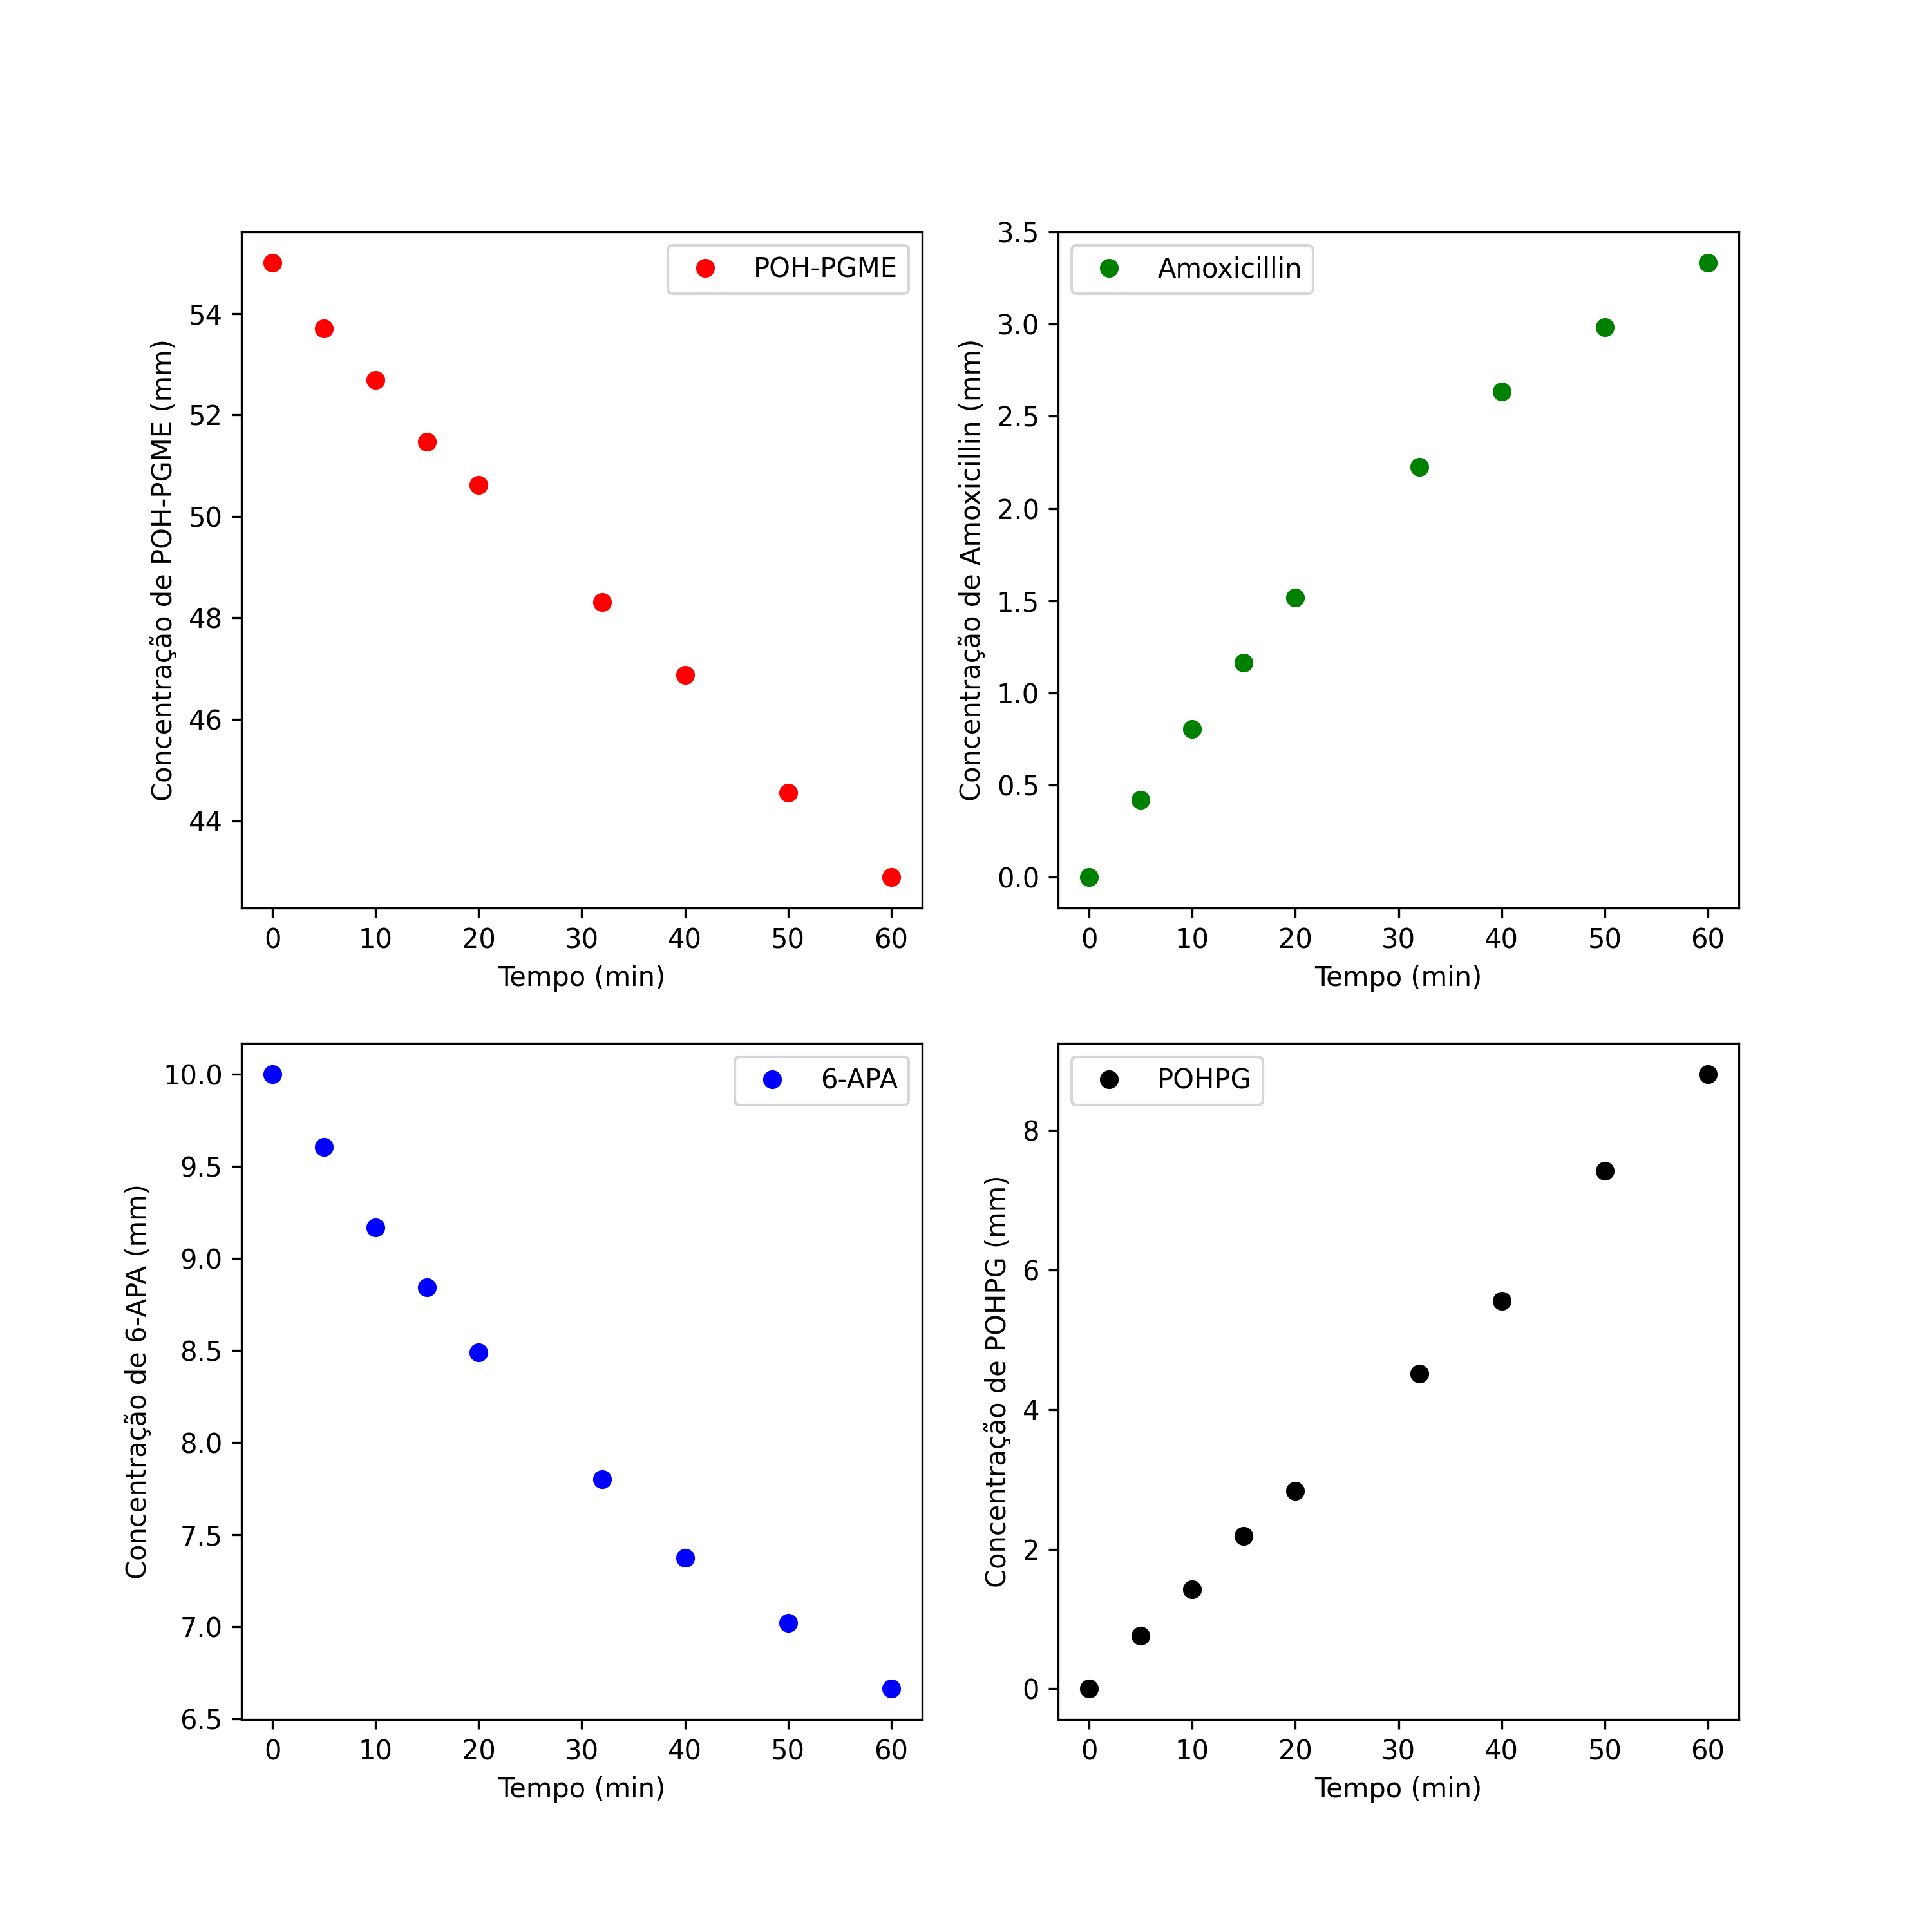 POH-PGME
54
52
50
48
46
44
Concentração de POH-PGME (mm)
0 10 20 30 40 50 60
Tempo (min)
Amoxicillin
3.5
3.0
2.5
2.0
1.5
1.0
0.5
0.0
Concentração de Amoxicillin (mm)
0 10 20 30 40 50 60
Tempo (min)
6-APA
10.0
9.5
9.0
8.5
8.0
7.5
7.0
6.5
Concentração de 6-APA (mm)
0 10 20 30 40 50 60
Tempo (min)
POHPG
8
6
4
2
0
Concentração de POHPG (mm)
0 10 20 30 40 50 60
Tempo (min)